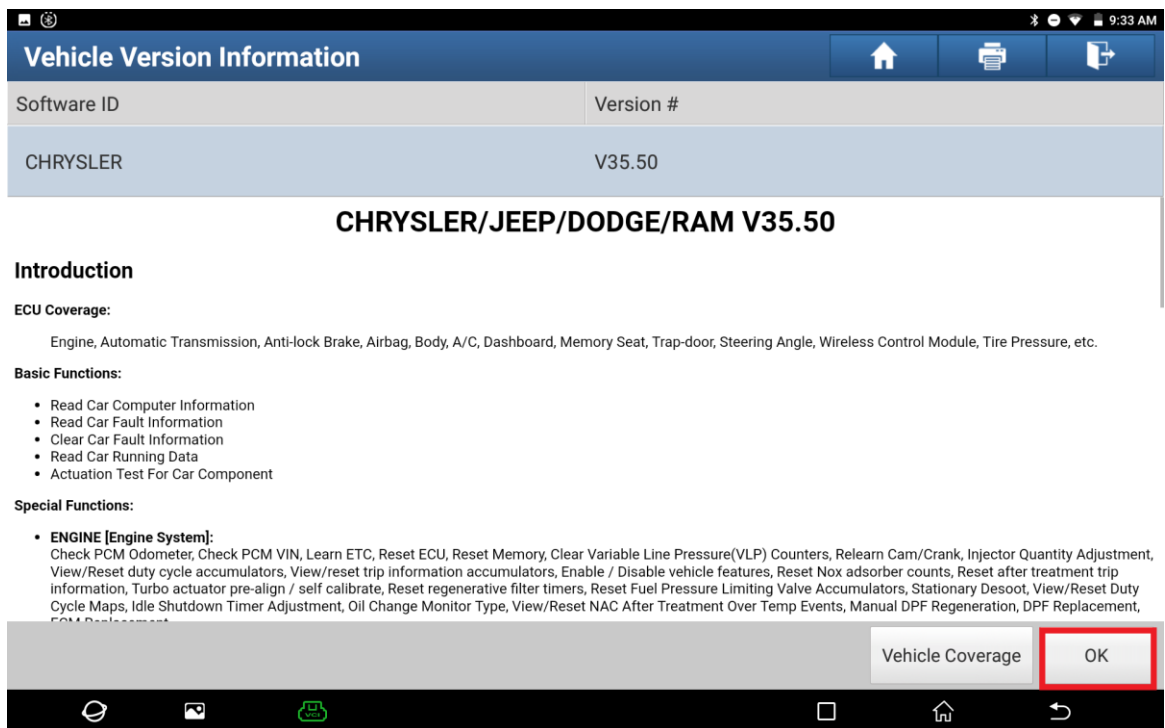 9:33 AM
Vehicle Version Information
Software ID Version #
CHRYSLER V35.50
CHRYSLER/JEEP/DODGE/RAM V35.50
Introduction
ECU Coverage:
Engine, Automatic Transmission, Anti-lock Brake, Airbag, Body, A/C, Dashboard, Memory Seat, Trap-door, Steering Angle, Wireless Control Module, Tire Pressure, etc.
Basic Functions:
• Read Car Computer Information
• Read Car Fault Information
• Clear Car Fault Information
• Read Car Running Data
• Actuation Test For Car Component
Special Functions:
• ENGINE [Engine System]:
Check PCM Odometer, Check PCM VIN, Learn ETC, Reset ECU, Reset Memory, Clear Variable Line Pressure(VLP) Counters, Relearn Cam/Crank, Injector Quantity Adjustment,
View/Reset duty cycle accumulators, View/reset trip information accumulators, Enable / Disable vehicle features, Reset Nox adsorber counts, Reset after treatment trip
information, Turbo actuator pre-align / self calibrate, Reset regenerative filter timers, Reset Fuel Pressure Limiting Valve Accumulators, Stationary Desoot, View/Reset Duty
Cycle Maps, Idle Shutdown Timer Adjustment, Oil Change Monitor Type, View/Reset NAC After Treatment Over Temp Events, Manual DPF Regeneration, DPF Replacement,
Vehicle Coverage OK
VCI